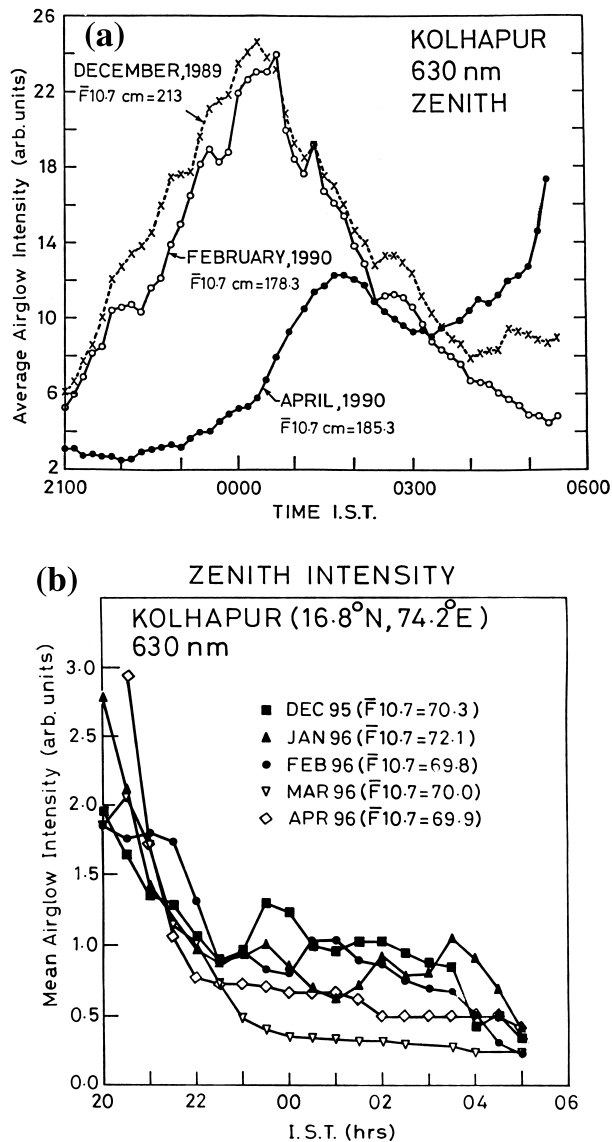 (a)
KOLHAPUR
630 nm
ZENITH
DECEMBER,1989
F̅10.7 cm=213
FEBRUARY,1990
F̅10.7 cm=178.3
APRIL,1990
F̅10.7 cm=185.3
Average Airglow Intensity (arb. units)
26
22
18
14
10
6
2
2100 0000 0300 0600
TIME I.S.T.
(b) ZENITH INTENSITY
KOLHAPUR (16.8°N, 74.2°E)
630 nm
DEC 95 (F̅10.7=70.3)
JAN 96 (F̅10.7=72.1)
FEB 96 (F̅10.7=69.8)
MAR 96 (F̅10.7=70.0)
APR 96 (F̅10.7=69.9)
Mean Airglow Intensity (arb. units)
3.0
2.5
2.0
1.5
1.0
0.5
0.0
20 22 00 02 04 06
I.S.T. (hrs)